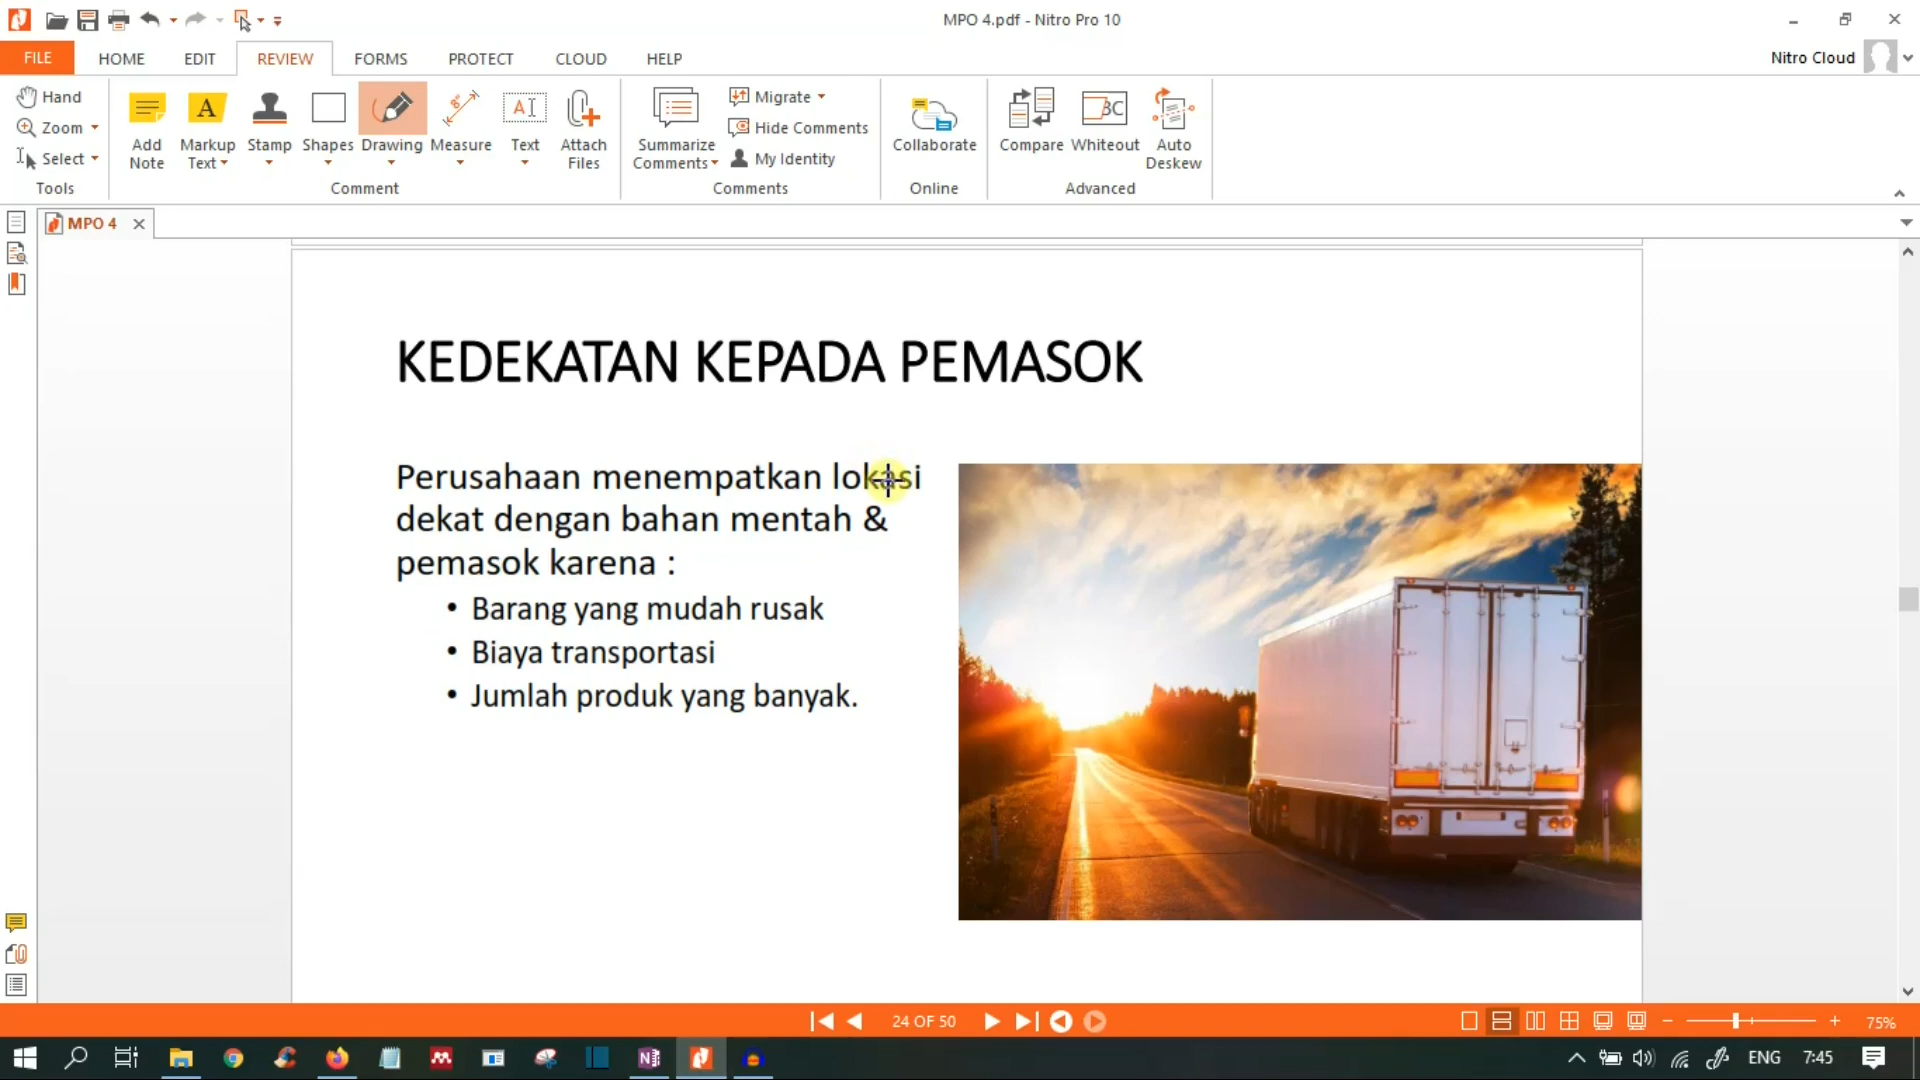 MPO 4.pdf - Nitro Pro 10
FILE HOME EDIT REVIEW FORMS PROTECT CLOUD HELP
Nitro Cloud
Hand
Zoom
Select
Tools
Add Note
Markup Text
Stamp
Shapes
Drawing
Measure
Text
Attach Files
Comment
Summarize Comments
Migrate
Hide Comments
My Identity
Comments
Collaborate
Online
Compare
Whiteout
Auto Deskew
Advanced
MPO 4
KEDEKATAN KEPADA PEMASOK
Perusahaan menempatkan lokasi
dekat dengan bahan mentah &
pemasok karena :
• Barang yang mudah rusak
• Biaya transportasi
• Jumlah produk yang banyak.
24 OF 50
75%
ENG 7:45